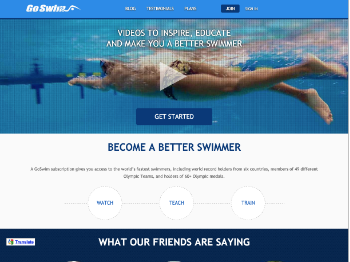 GoSwim
BLOG TESTIMONIALS PLANS JOIN SIGN IN
VIDEOS TO INSPIRE, EDUCATE
AND MAKE YOU A BETTER SWIMMER
GET STARTED
BECOME A BETTER SWIMMER
A GoSwim subscription gives you access to the world's fastest swimmers, including world record holders from six countries, members of 49 different
Olympic Teams, and holders of 60+ Olympic medals.
WATCH TEACH TRAIN
WHAT OUR FRIENDS ARE SAYING
Translate